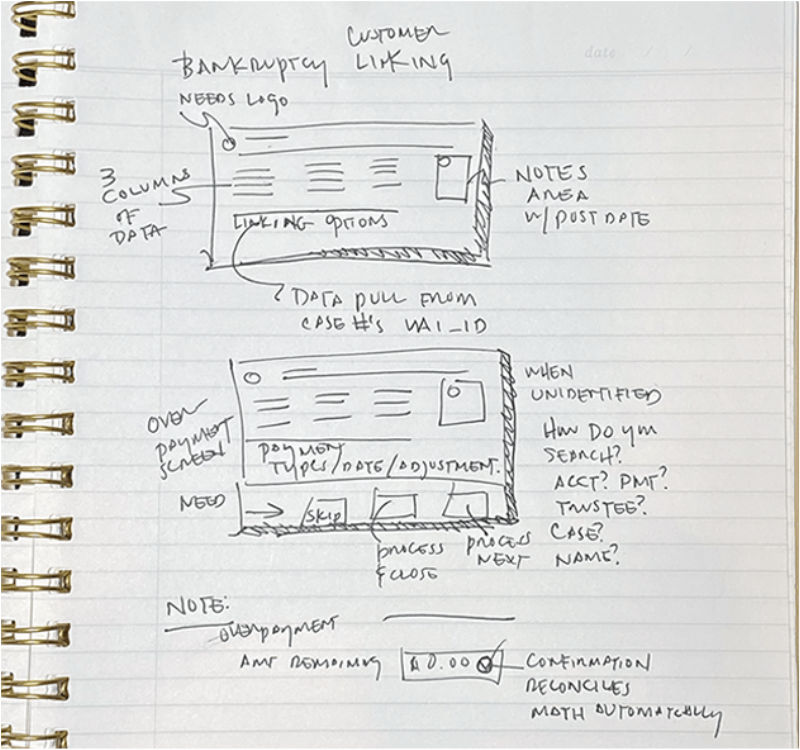 date / /
CUSTOMER
BANKRUPTCY LINKING
NEEDS LOGO
3
COLUMNS
OF
DATA
NOTES
AREA
W/ POST DATE
LINKING OPTIONS
DATA PULL FROM
CASE #'S VAI_ID
OVER
PAYMENT
SCREEN
WHEN
UNIDENTIFIED
HOW DO YOU
SEARCH?
ACCT? PMT?
TRUSTEE?
CASE?
NAME?
PAYMENT
TYPES/DATE/ADJUSTMENT.
NEED
SKIP
PROCESS
& CLOSE
PROCESS
NEXT
NOTE:
OVERPAYMENT
AMT REMAINING
0.00
CONFIRMATION
RECONCILES
MATH AUTOMATICALLY